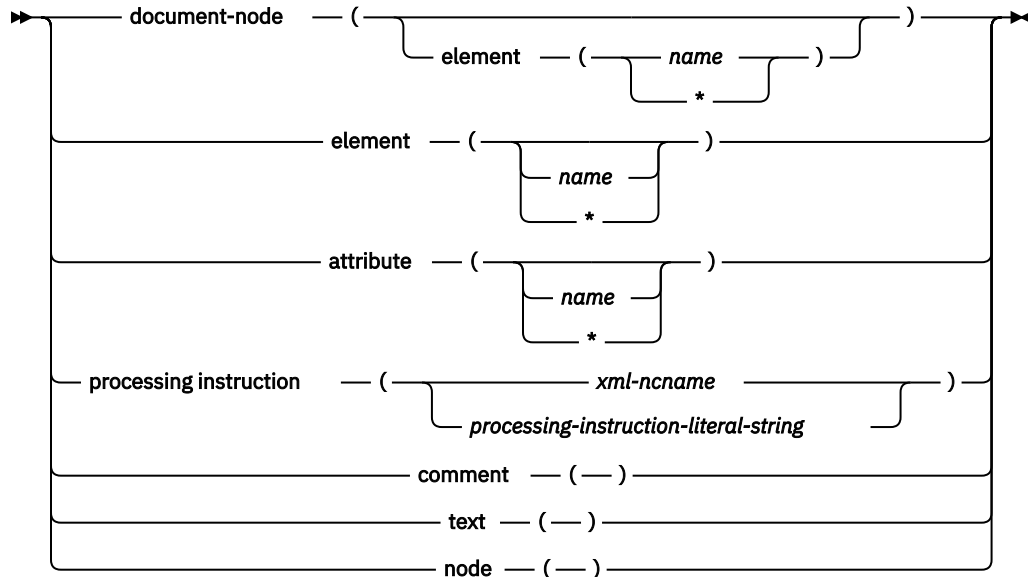 document-node ( )
element ( name )
*
element ( )
name
*
attribute ( )
name
*
processing instruction ( xml-ncname )
processing-instruction-literal-string
comment ( )
text ( )
node ( )